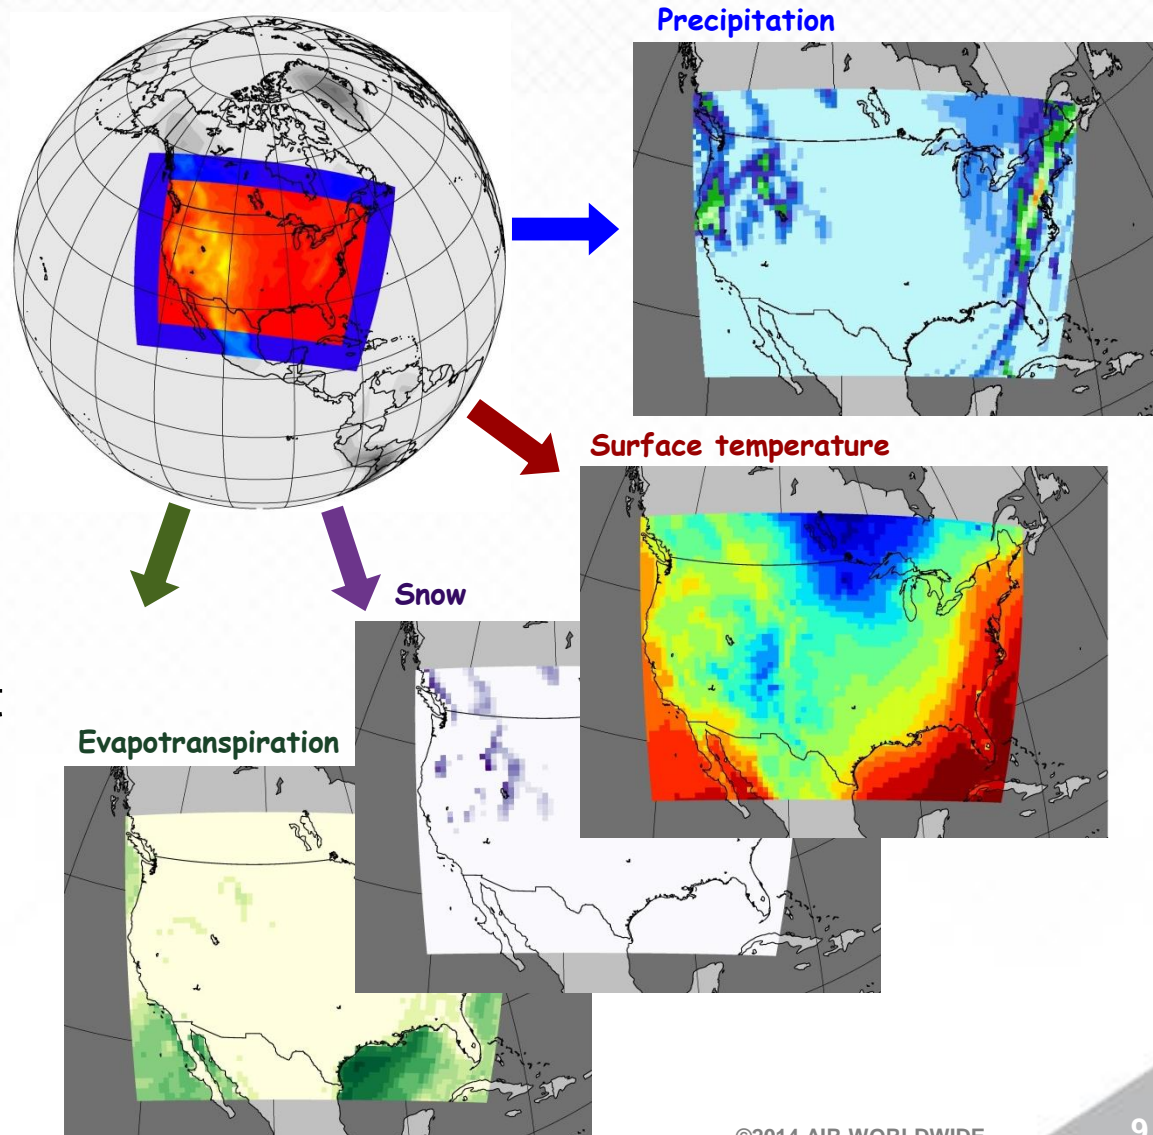 Precipitation
Surface temperature
Snow
Evapotranspiration
©2014 AIR WORLDWIDE
9